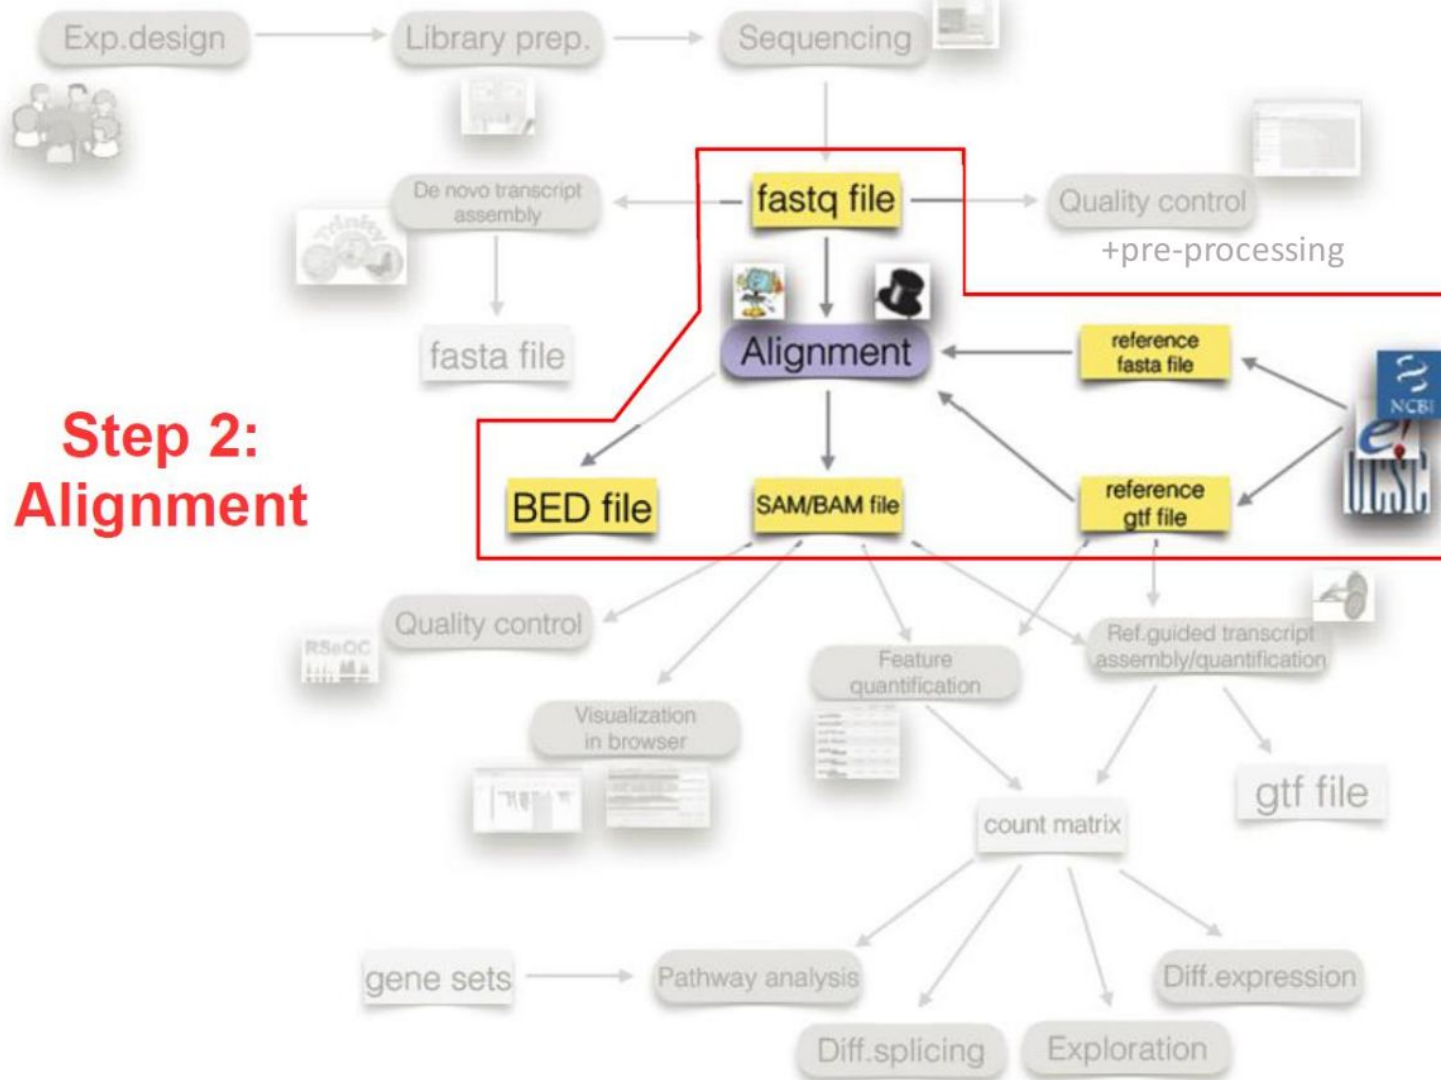 Exp.design
Library prep.
Sequencing
De novo transcript
assembly
fastq file
Quality control
+pre-processing
Trinity
fasta file
Alignment
reference
fasta file
NCBI
e!
UCSC
Step 2:
Alignment
BED file
SAM/BAM file
reference
gtf file
Quality control
RSeQC
Feature
quantification
Ref.guided transcript
assembly/quantification
Visualization
in browser
gtf file
count matrix
gene sets
Pathway analysis
Diff.expression
Diff.splicing
Exploration